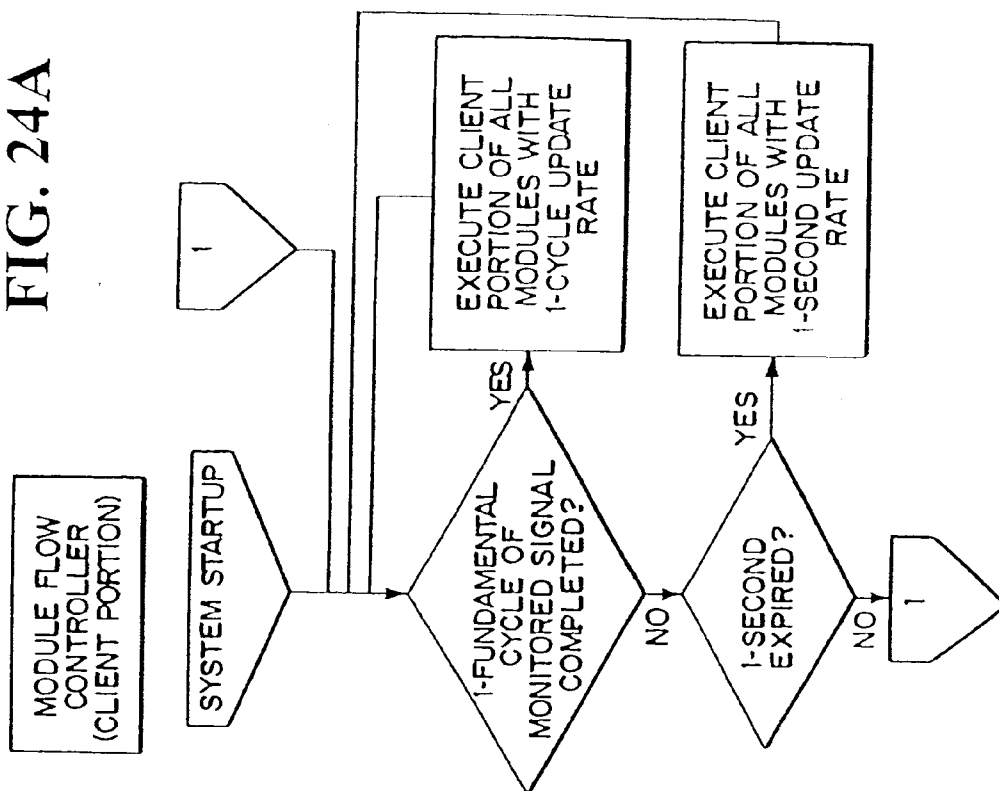 FIG. 24A
MODULE FLOW
CONTROLLER
(CLIENT PORTION)
SYSTEM STARTUP
1
1-FUNDAMENTAL
CYCLE OF
MONITORED SIGNAL
COMPLETED?
YES
EXECUTE CLIENT
PORTION OF ALL
MODULES WITH
1-CYCLE UPDATE
RATE
NO
1-SECOND
EXPIRED?
YES
EXECUTE CLIENT
PORTION OF ALL
MODULES WITH
1-SECOND UPDATE
RATE
NO
1